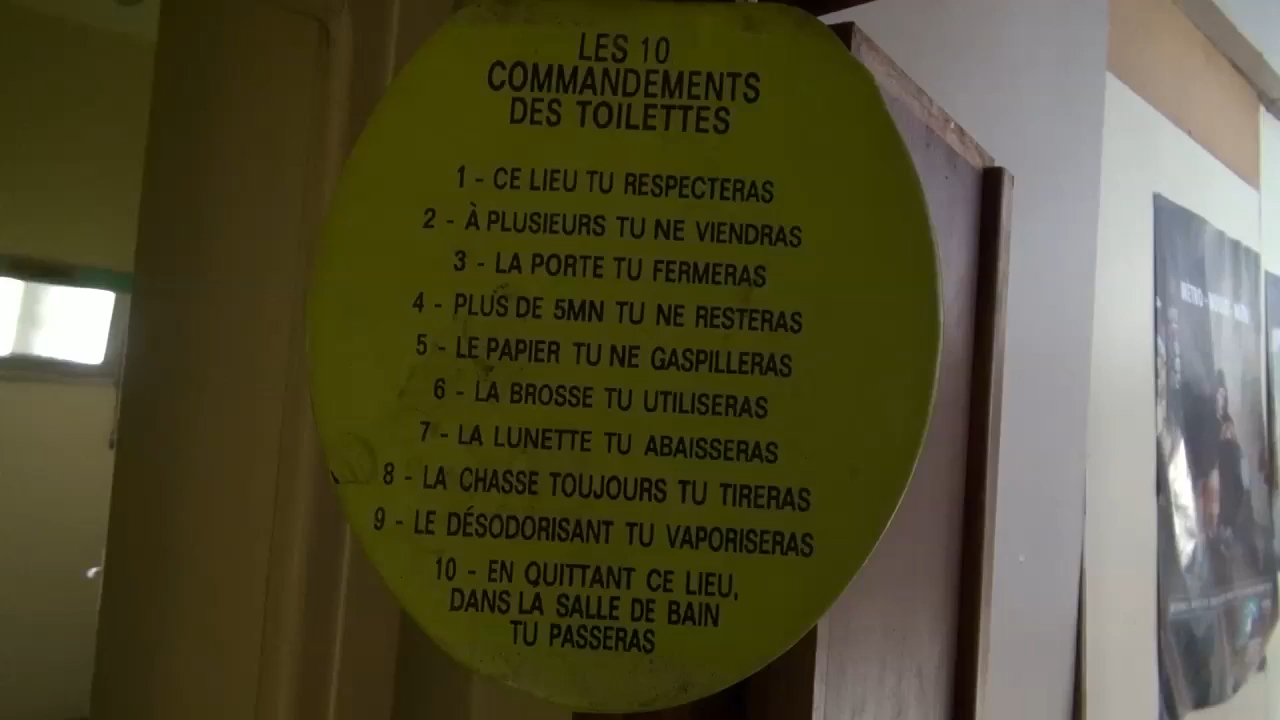 LES 10
COMMANDEMENTS
DES TOILETTES
1 - CE LIEU TU RESPECTERAS
2 - À PLUSIEURS TU NE VIENDRAS
3 - LA PORTE TU FERMERAS
4 - PLUS DE 5MN TU NE RESTERAS
5 - LE PAPIER TU NE GASPILLERAS
6 - LA BROSSE TU UTILISERAS
7 - LA LUNETTE TU ABAISSERAS
8 - LA CHASSE TOUJOURS TU TIRERAS
9 - LE DÉSODORISANT TU VAPORISERAS
10 - EN QUITTANT CE LIEU,
DANS LA SALLE DE BAIN
TU PASSERAS